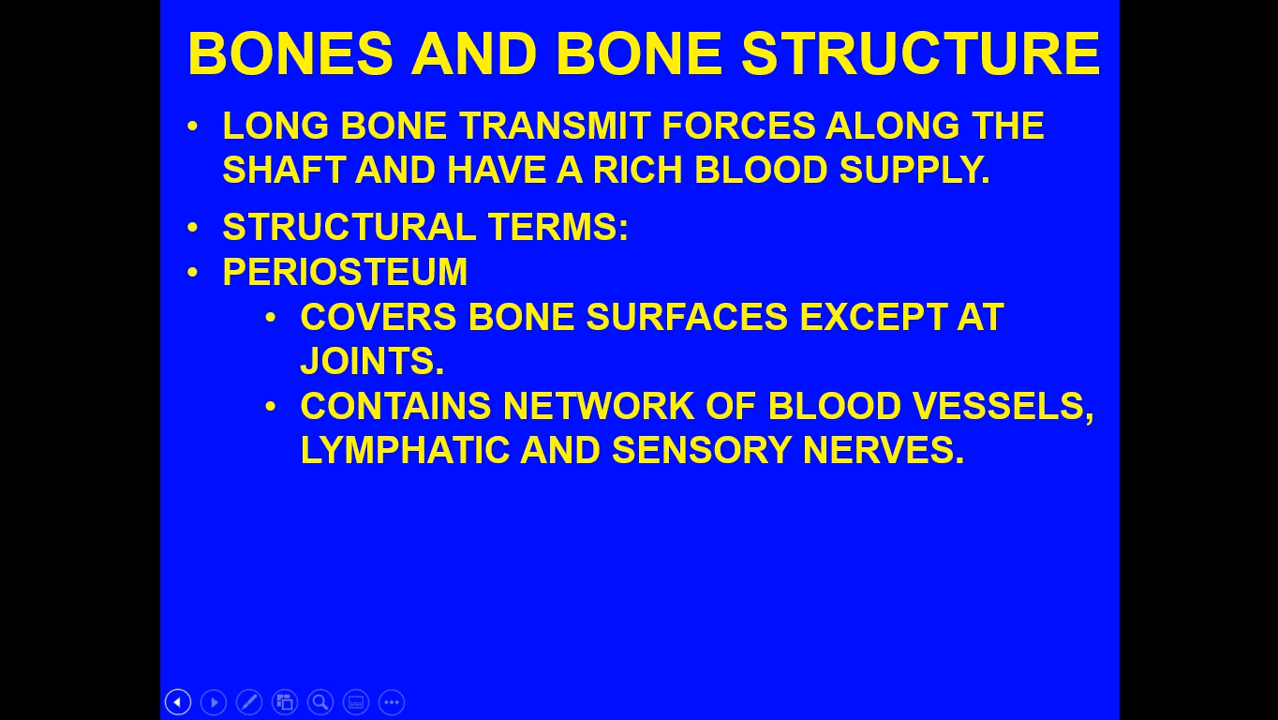 BONES AND BONE STRUCTURE
• LONG BONE TRANSMIT FORCES ALONG THE
SHAFT AND HAVE A RICH BLOOD SUPPLY.
• STRUCTURAL TERMS:
• PERIOSTEUM
• COVERS BONE SURFACES EXCEPT AT
JOINTS.
• CONTAINS NETWORK OF BLOOD VESSELS,
LYMPHATIC AND SENSORY NERVES.